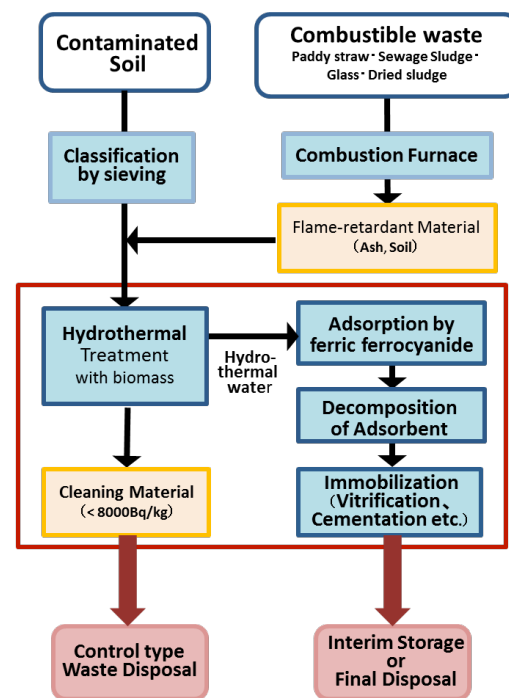 Contaminated
Soil
Combustible waste
Paddy straw・Sewage Sludge・
Glass・Dried sludge
Classification
by sieving
Combustion Furnace
Flame-retardant Material
（Ash, Soil）
Hydrothermal
Treatment
with biomass
Hydro-
thermal
water
Adsorption by
ferric ferrocyanide
Decomposition
of Adsorbent
Cleaning Material
（< 8000Bq/kg）
Immobilization
（Vitrification、
Cementation etc.）
Control type
Waste Disposal
Interim Storage
or
Final Disposal